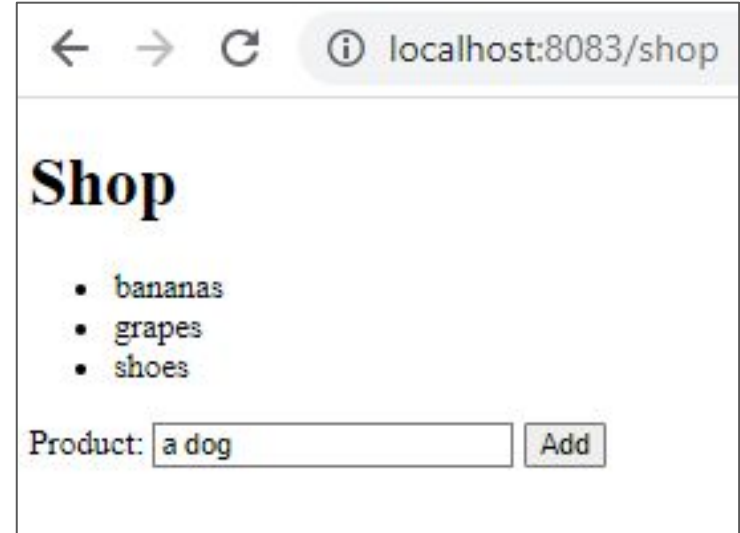 localhost:8083/shop
Shop
bananas
grapes
shoes
Product: a dog Add